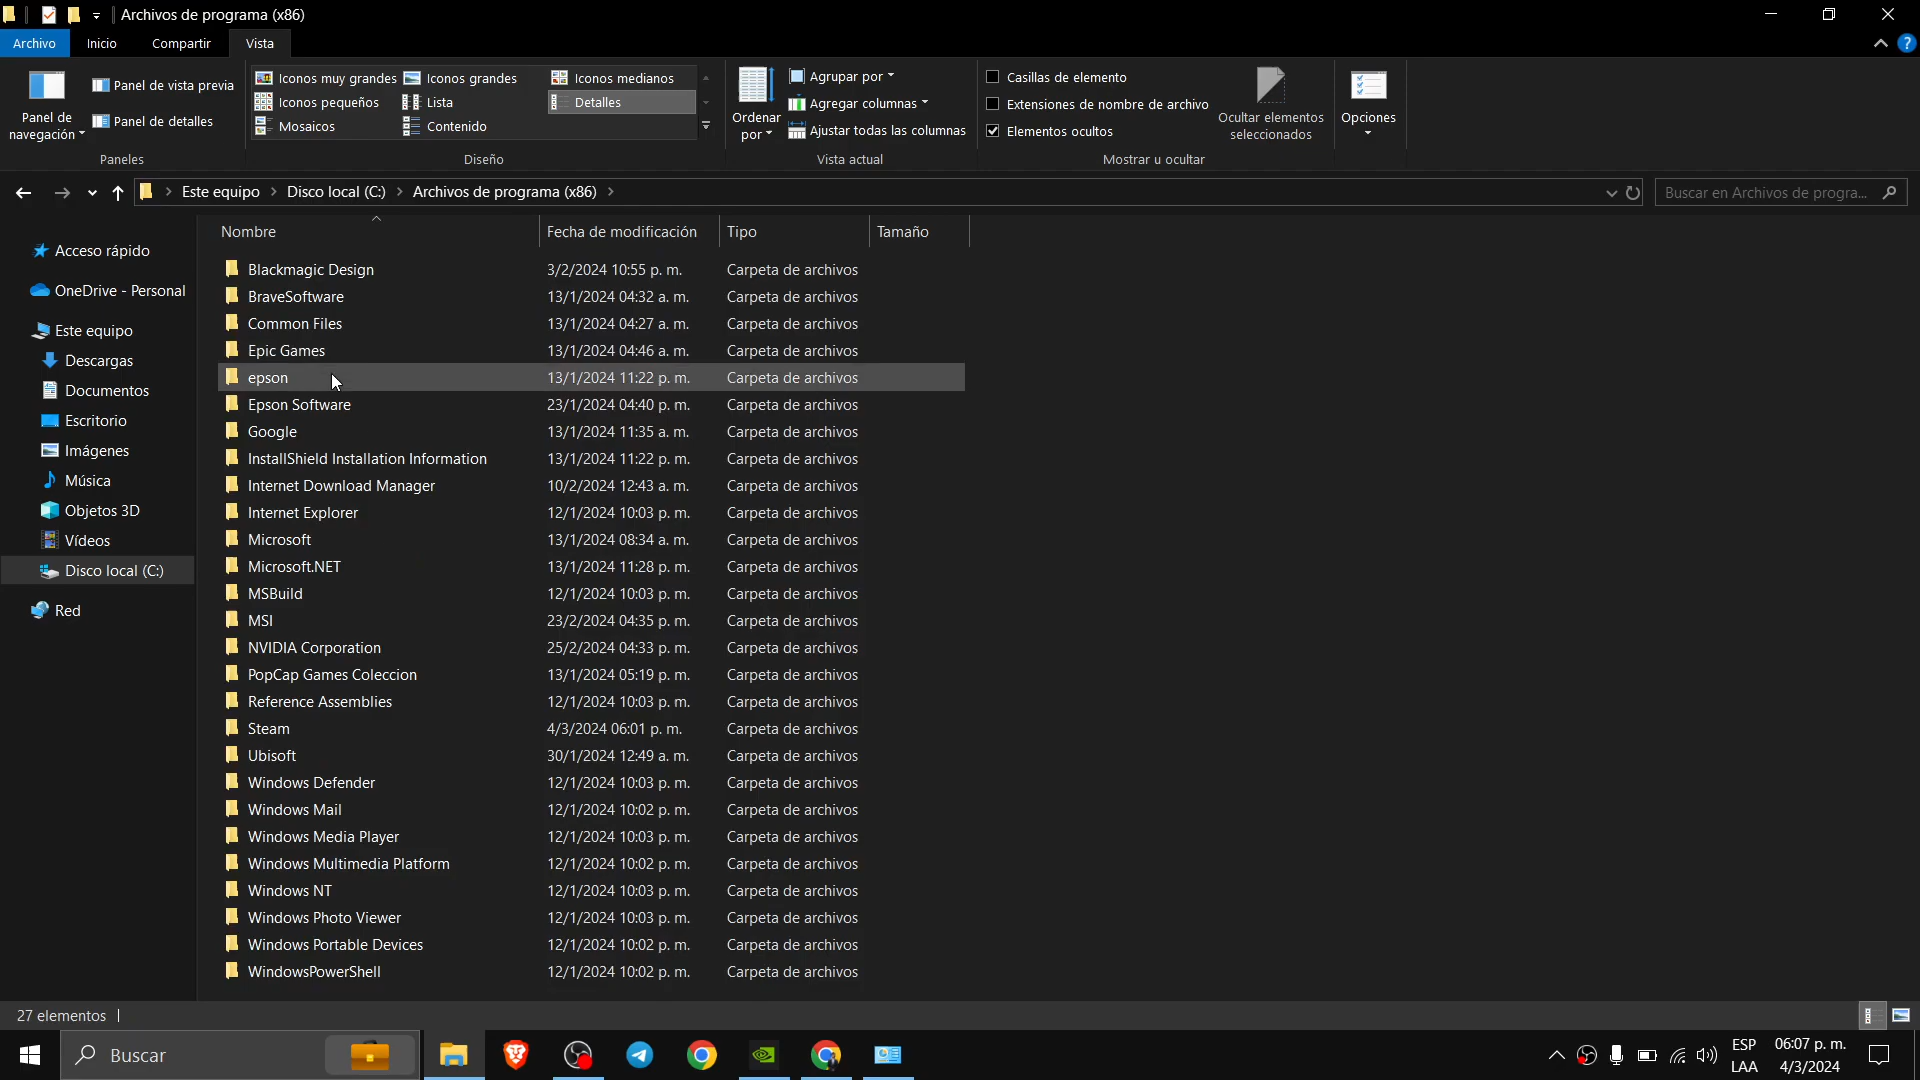 Archivos de programa (x86)
Archivo Inicio Compartir Vista
Panel de navegación
Panel de vista previa
Panel de detalles
Paneles
Iconos muy grandes Iconos grandes Iconos medianos
Iconos pequeños Lista Detalles
Mosaicos Contenido
Diseño
Ordenar por
Agrupar por
Agregar columnas
Ajustar todas las columnas
Vista actual
Casillas de elemento
Extensiones de nombre de archivo
Elementos ocultos
Ocultar elementos seleccionados
Mostrar u ocultar
Opciones
Este equipo > Disco local (C:) > Archivos de programa (x86) >
Buscar en Archivos de progra...
Acceso rápido
OneDrive - Personal
Este equipo
Descargas
Documentos
Escritorio
Imágenes
Música
Objetos 3D
Vídeos
Disco local (C:)
Red
Nombre Fecha de modificación Tipo Tamaño
Blackmagic Design 3/2/2024 10:55 p. m. Carpeta de archivos
BraveSoftware 13/1/2024 04:32 a. m. Carpeta de archivos
Common Files 13/1/2024 04:27 a. m. Carpeta de archivos
Epic Games 13/1/2024 04:46 a. m. Carpeta de archivos
epson 13/1/2024 11:22 p. m. Carpeta de archivos
Epson Software 23/1/2024 04:40 p. m. Carpeta de archivos
Google 13/1/2024 11:35 a. m. Carpeta de archivos
InstallShield Installation Information 13/1/2024 11:22 p. m. Carpeta de archivos
Internet Download Manager 10/2/2024 12:43 a. m. Carpeta de archivos
Internet Explorer 12/1/2024 10:03 p. m. Carpeta de archivos
Microsoft 13/1/2024 08:34 a. m. Carpeta de archivos
Microsoft.NET 13/1/2024 11:28 p. m. Carpeta de archivos
MSBuild 12/1/2024 10:03 p. m. Carpeta de archivos
MSI 23/2/2024 04:35 p. m. Carpeta de archivos
NVIDIA Corporation 25/2/2024 04:33 p. m. Carpeta de archivos
PopCap Games Coleccion 13/1/2024 05:19 p. m. Carpeta de archivos
Reference Assemblies 12/1/2024 10:03 p. m. Carpeta de archivos
Steam 4/3/2024 06:01 p. m. Carpeta de archivos
Ubisoft 30/1/2024 12:49 a. m. Carpeta de archivos
Windows Defender 12/1/2024 10:03 p. m. Carpeta de archivos
Windows Mail 12/1/2024 10:02 p. m. Carpeta de archivos
Windows Media Player 12/1/2024 10:03 p. m. Carpeta de archivos
Windows Multimedia Platform 12/1/2024 10:02 p. m. Carpeta de archivos
Windows NT 12/1/2024 10:03 p. m. Carpeta de archivos
Windows Photo Viewer 12/1/2024 10:03 p. m. Carpeta de archivos
Windows Portable Devices 12/1/2024 10:02 p. m. Carpeta de archivos
WindowsPowerShell 12/1/2024 10:02 p. m. Carpeta de archivos
27 elementos
Buscar
ESP 06:07 p. m.
LAA 4/3/2024